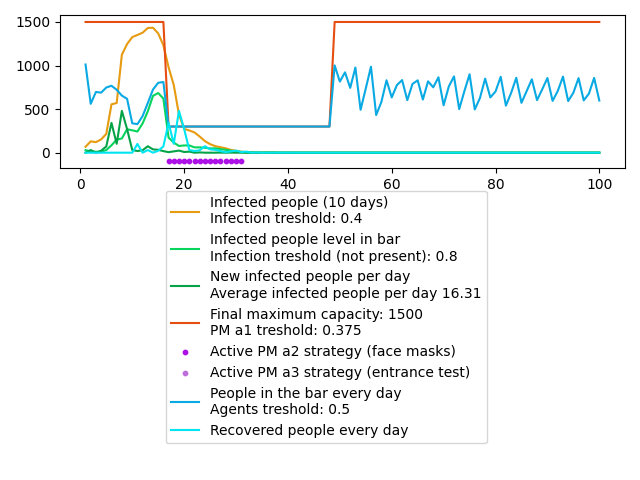 1500
1000
500
0
0 20 40 60 80 100
Infected people (10 days)
Infection treshold: 0.4
Infected people level in bar
Infection treshold (not present): 0.8
New infected people per day
Average infected people per day 16.31
Final maximum capacity: 1500
PM a1 treshold: 0.375
Active PM a2 strategy (face masks)
Active PM a3 strategy (entrance test)
People in the bar every day
Agents treshold: 0.5
Recovered people every day